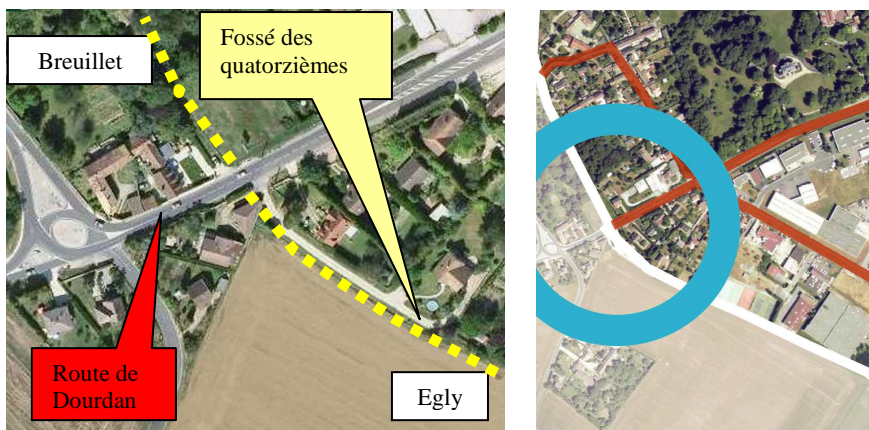 Breuillet
Fossé des
quatorzièmes
Route de
Dourdan
Egly